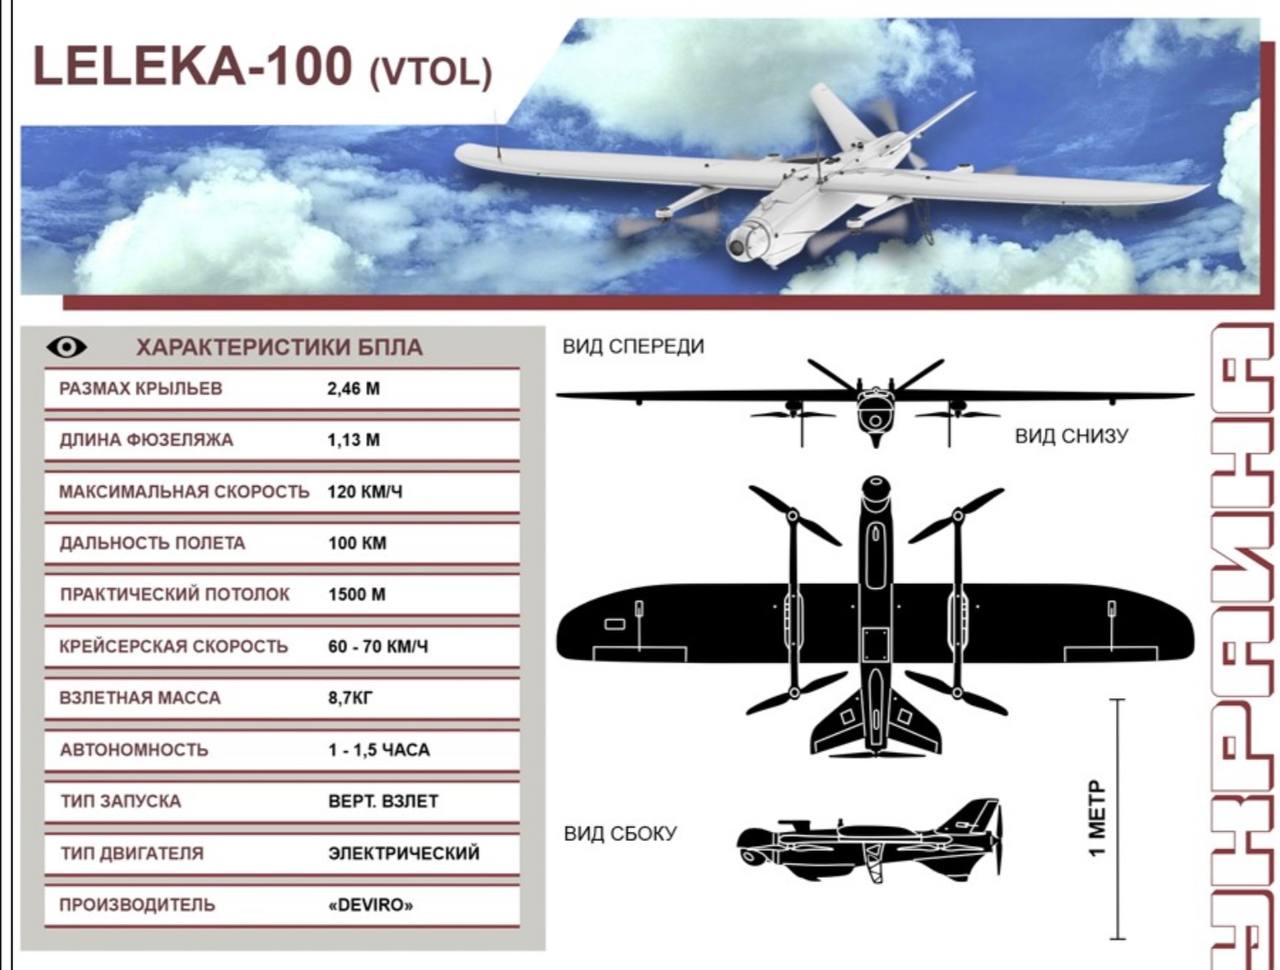 LELEKA-100 (VTOL)
ХАРАКТЕРИСТИКИ БПЛА
РАЗМАХ КРЫЛЬЕВ 2,46 М
ДЛИНА ФЮЗЕЛЯЖА 1,13 М
МАКСИМАЛЬНАЯ СКОРОСТЬ 120 КМ/Ч
ДАЛЬНОСТЬ ПОЛЕТА 100 КМ
ПРАКТИЧЕСКИЙ ПОТОЛОК 1500 М
КРЕЙСЕРСКАЯ СКОРОСТЬ 60 - 70 КМ/Ч
ВЗЛЕТНАЯ МАССА 8,7КГ
АВТОНОМНОСТЬ 1 - 1,5 ЧАСА
ТИП ЗАПУСКА ВЕРТ. ВЗЛЕТ
ТИП ДВИГАТЕЛЯ ЭЛЕКТРИЧЕСКИЙ
ПРОИЗВОДИТЕЛЬ «DEVIRO»
ВИД СПЕРЕДИ
ВИД СНИЗУ
ВИД СБОКУ
1 МЕТР
УКРАИНА